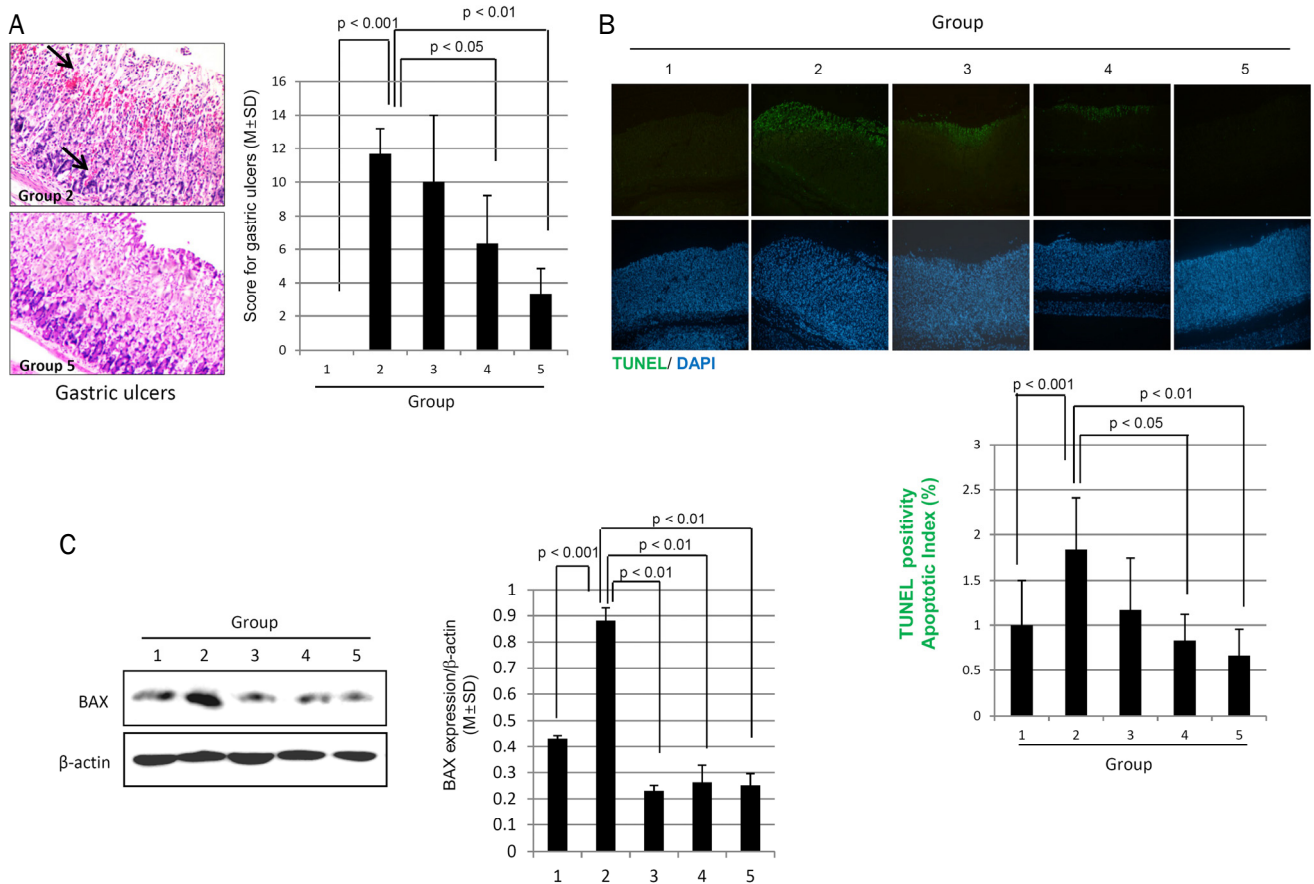 A
Group 2
Group 5
Gastric ulcers
p < 0.001
p < 0.01
p < 0.05
Score for gastric ulcers (M±SD)
16
14
12
10
8
6
4
2
0
1 2 3 4 5
Group
B
Group
1 2 3 4 5
TUNEL/ DAPI
p < 0.001
p < 0.01
p < 0.05
TUNEL positivity
Apoptotic Index (%)
3
2.5
2
1.5
1
0.5
0
1 2 3 4 5
Group
C
Group
1 2 3 4 5
BAX
β-actin
p < 0.01
p < 0.001
p < 0.01
p < 0.01
BAX expression/β-actin
(M±SD)
1
0.9
0.8
0.7
0.6
0.5
0.4
0.3
0.2
0.1
0
1 2 3 4 5